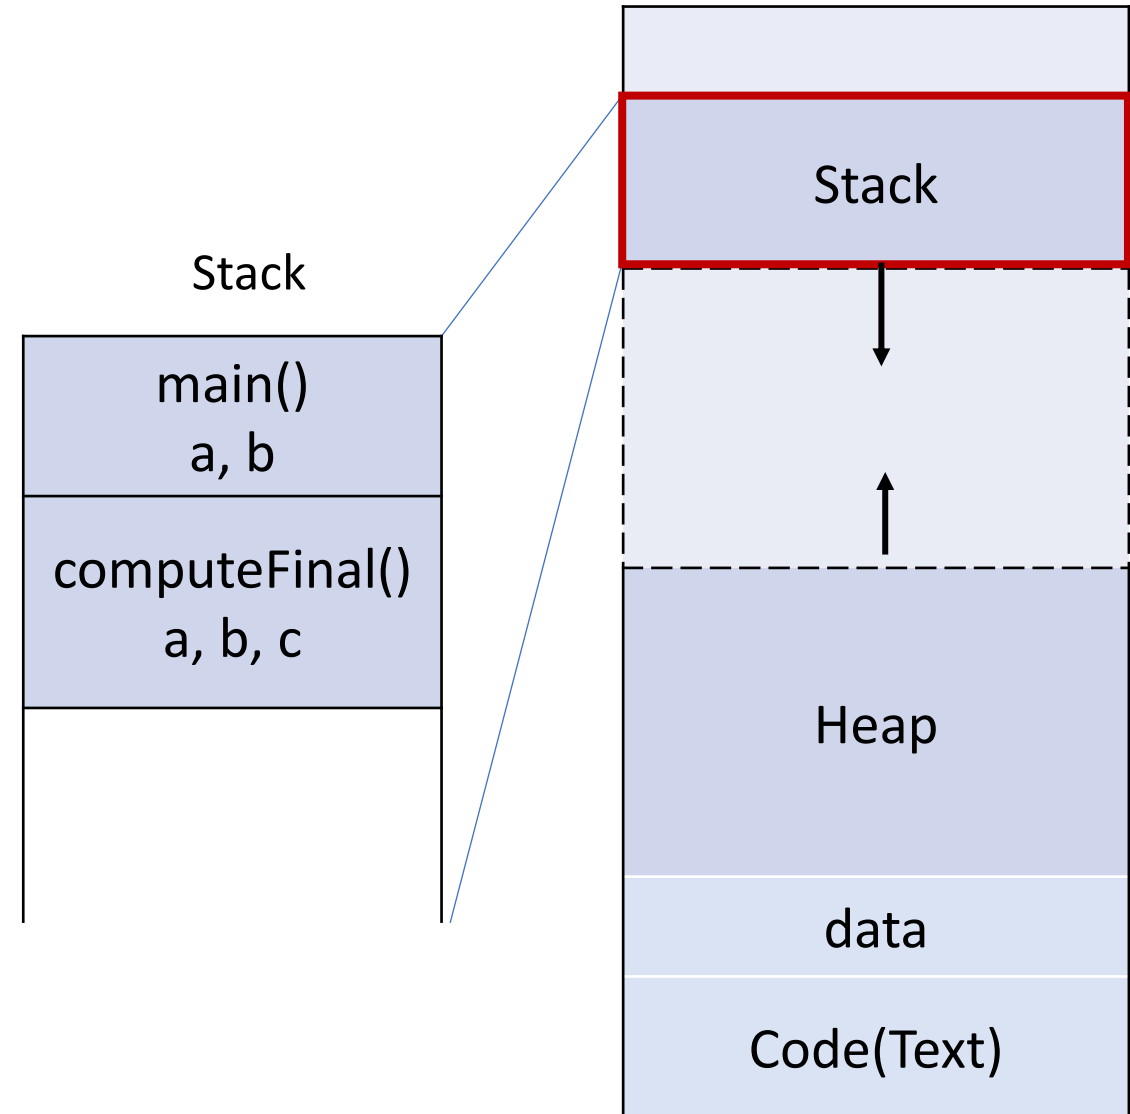 Stack
main()
a, b
computeFinal()
a, b, c
Stack
Heap
data
Code(Text)